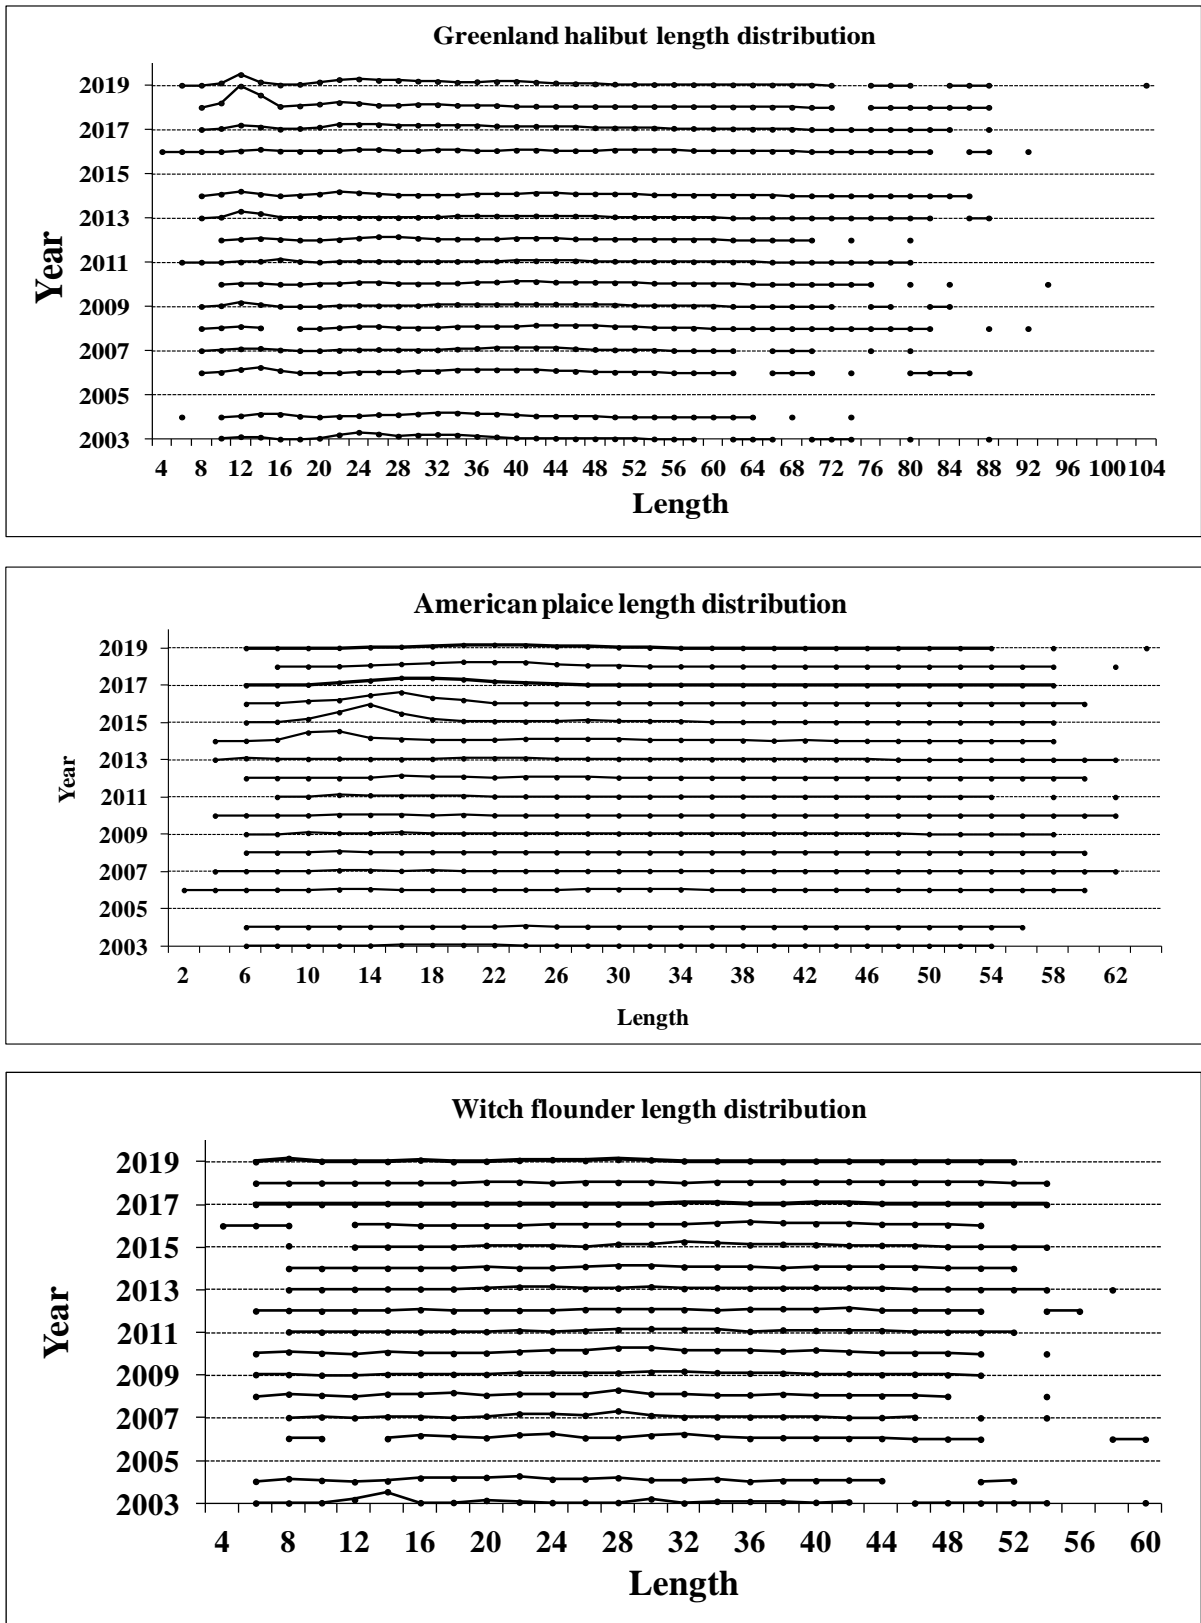 Greenland halibut length distribution
2019
2017
2015
2013
2011
2009
2007
2005
2003
Year
4 8 12 16 20 24 28 32 36 40 44 48 52 56 60 64 68 72 76 80 84 88 92 96 100 104
Length
American plaice length distribution
2019
2017
2015
2013
2011
2009
2007
2005
2003
Year
2 6 10 14 18 22 26 30 34 38 42 46 50 54 58 62
Length
Witch flounder length distribution
2019
2017
2015
2013
2011
2009
2007
2005
2003
Year
4 8 12 16 20 24 28 32 36 40 44 48 52 56 60
Length